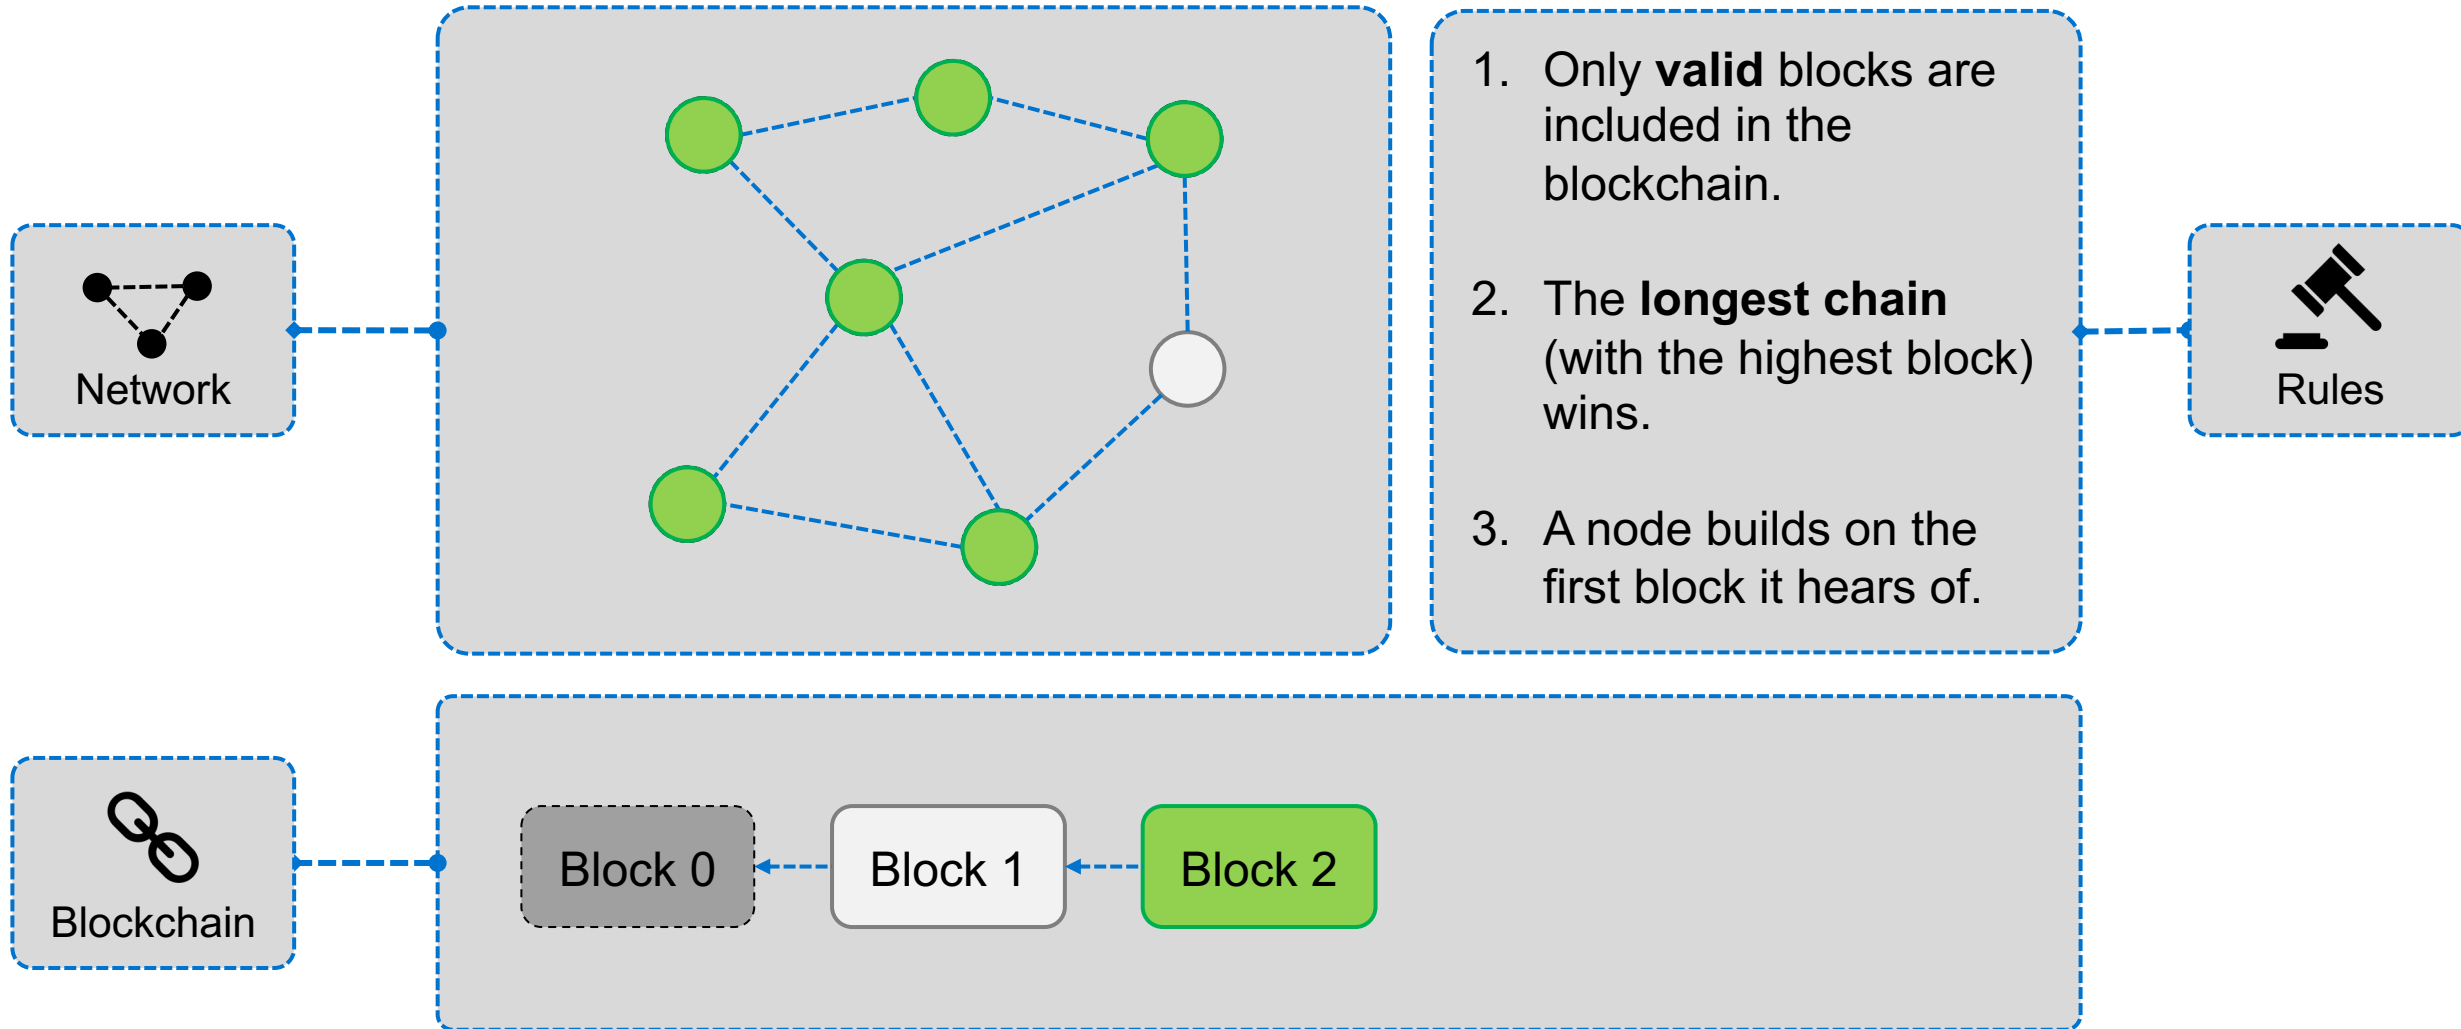 1. Only valid blocks are
included in the
blockchain.
2. The longest chain
(with the highest block)
wins.
3. A node builds on the
first block it hears of.
Network
Rules
Block 0
Block 1
Block 2
Blockchain